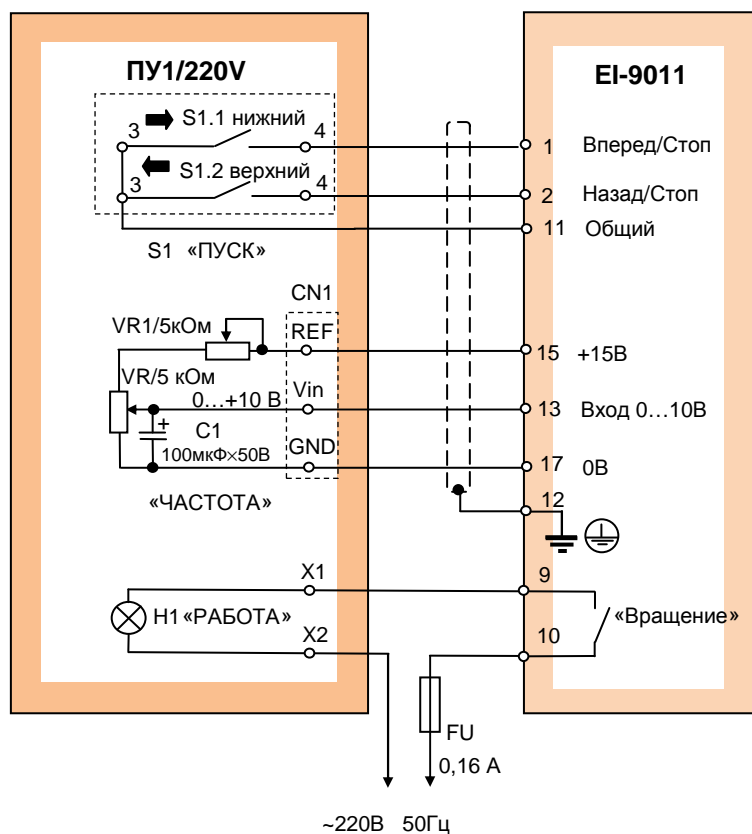 ПУ1/220V
EI-9011
S1.1 нижний
3
4
1
Вперед/Стоп
S1.2 верхний
3
4
2
Назад/Стоп
11
Общий
S1 «ПУСК»
CN1
VR1/5кОм
REF
15
+15В
VR/5 кОм
0...+10 В
Vin
13
Вход 0...10В
+
C1
100мкФ×50В
GND
17
0В
«ЧАСТОТА»
12
X1
9
H1 «РАБОТА»
«Вращение»
X2
10
FU
0,16 А
~220В 50Гц